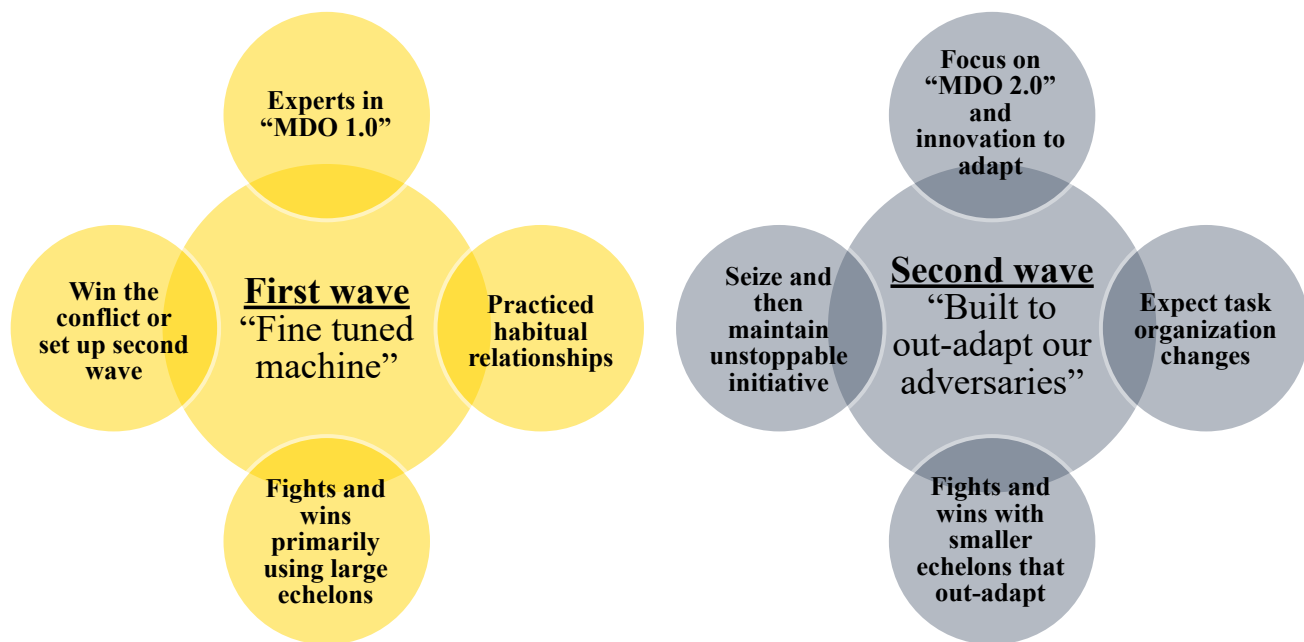 Experts in
“MDO 1.0”
Win the
conflict or
set up second
wave
First wave
“Fine tuned
machine”
Practiced
habitual
relationships
Fights and
wins
primarily
using large
echelons
Focus on
“MDO 2.0”
and
innovation to
adapt
Seize and
then
maintain
unstoppable
initiative
Second wave
“Built to
out-adapt our
adversaries”
Expect task
organization
changes
Fights and
wins with
smaller
echelons that
out-adapt